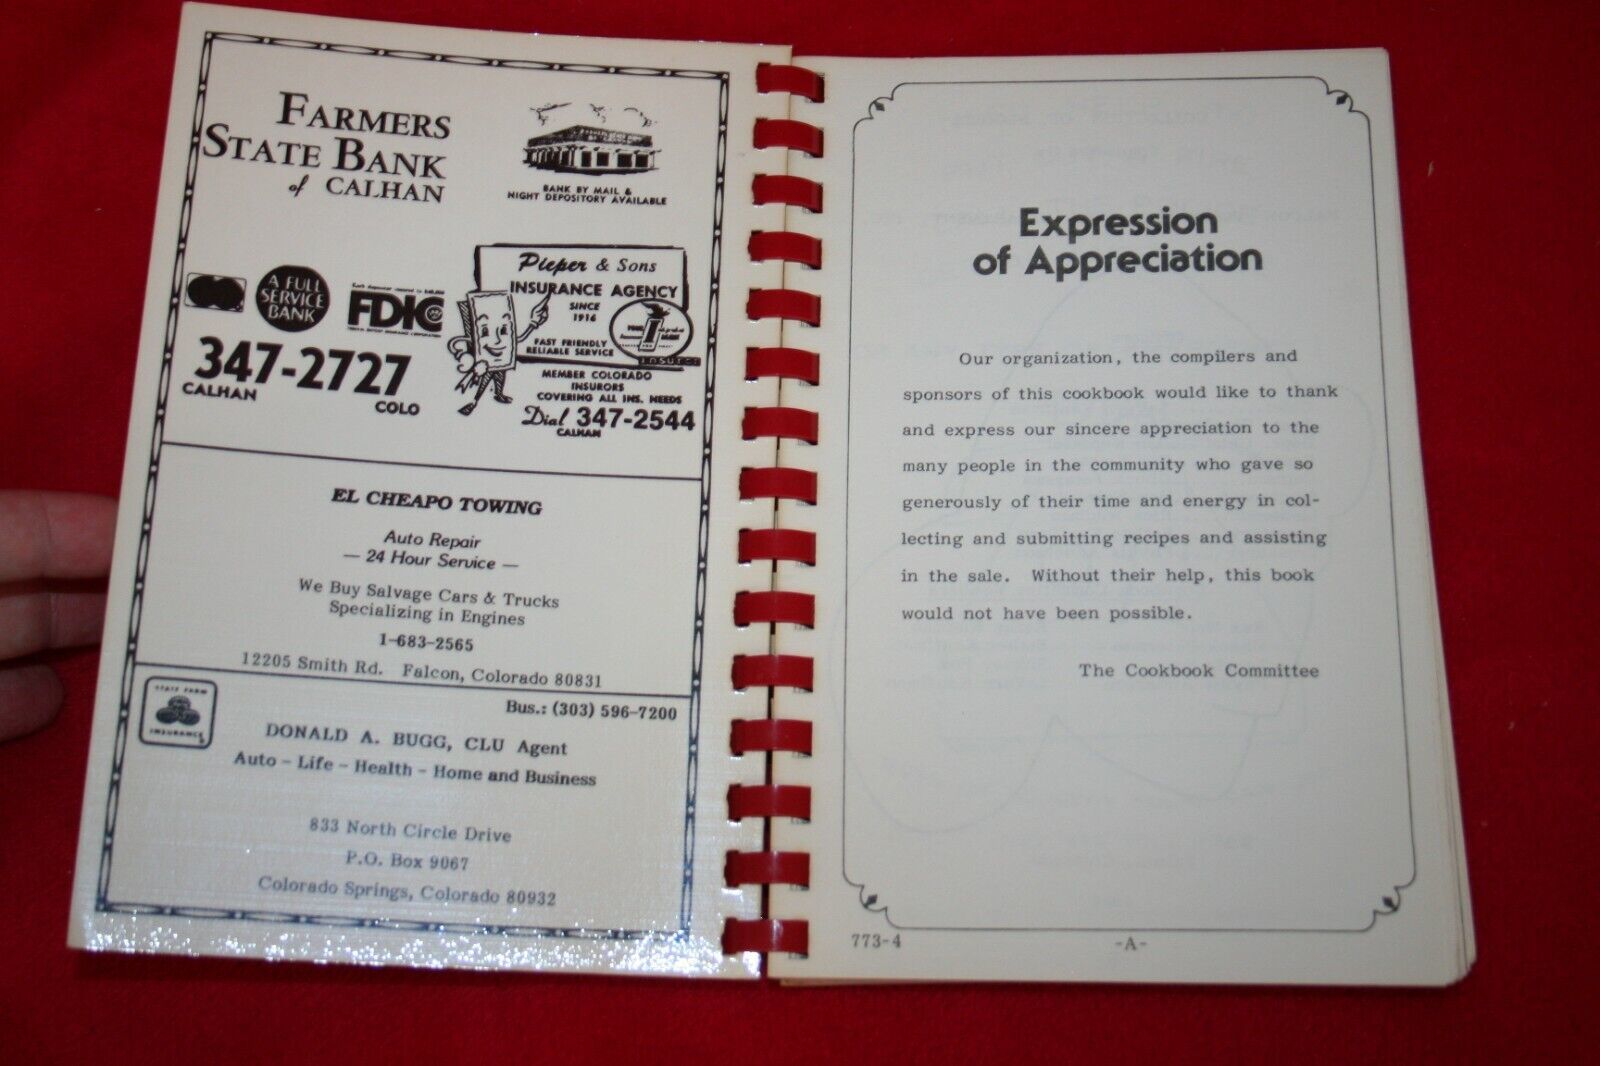 FARMERS
STATE BANK
of CALHAN
BANK BY MAIL &
NIGHT DEPOSITORY AVAILABLE
A FULL
SERVICE
BANK
FDIC
347-2727
CALHAN
COLO
Pieper & Sons
INSURANCE AGENCY
SINCE
1916
FAST FRIENDLY
RELIABLE SERVICE
MEMBER COLORADO
INSURORS
COVERING ALL INS. NEEDS
Dial 347-2544
CALHAN
EL CHEAPO TOWING
Auto Repair
— 24 Hour Service —
We Buy Salvage Cars & Trucks
Specializing in Engines
1-683-2565
12205 Smith Rd. Falcon, Colorado 80831
STATE FARM
INSURANCE
Bus.: (303) 596-7200
DONALD A. BUGG, CLU Agent
Auto - Life - Health - Home and Business
833 North Circle Drive
P.O. Box 9067
Colorado Springs, Colorado 80932
Expression
of Appreciation
Our organization, the compilers and
sponsors of this cookbook would like to thank
and express our sincere appreciation to the
many people in the community who gave so
generously of their time and energy in col-
lecting and submitting recipes and assisting
in the sale. Without their help, this book
would not have been possible.
The Cookbook Committee
773-4
-A-